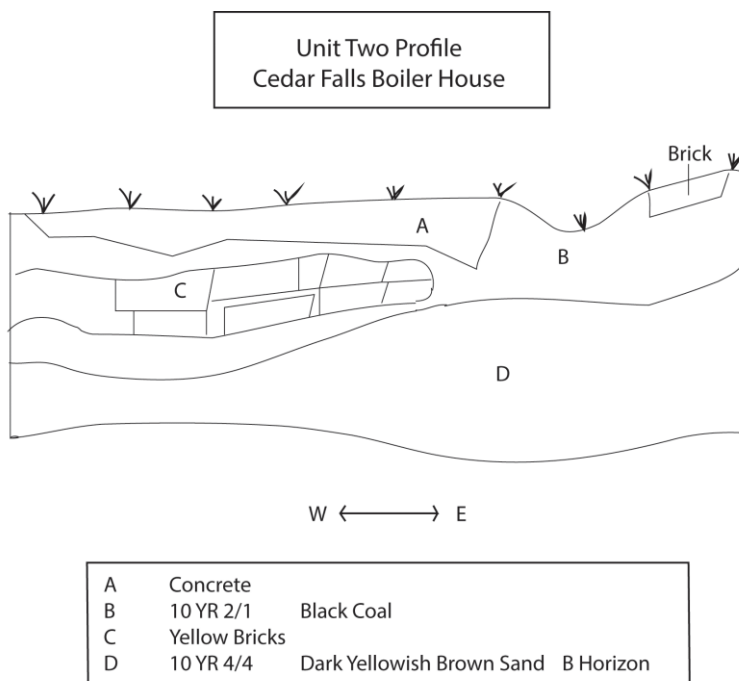 Unit Two Profile
Cedar Falls Boiler House
Brick
A
B
C
D
W E
A Concrete
B 10 YR 2/1 Black Coal
C Yellow Bricks
D 10 YR 4/4 Dark Yellowish Brown Sand B Horizon